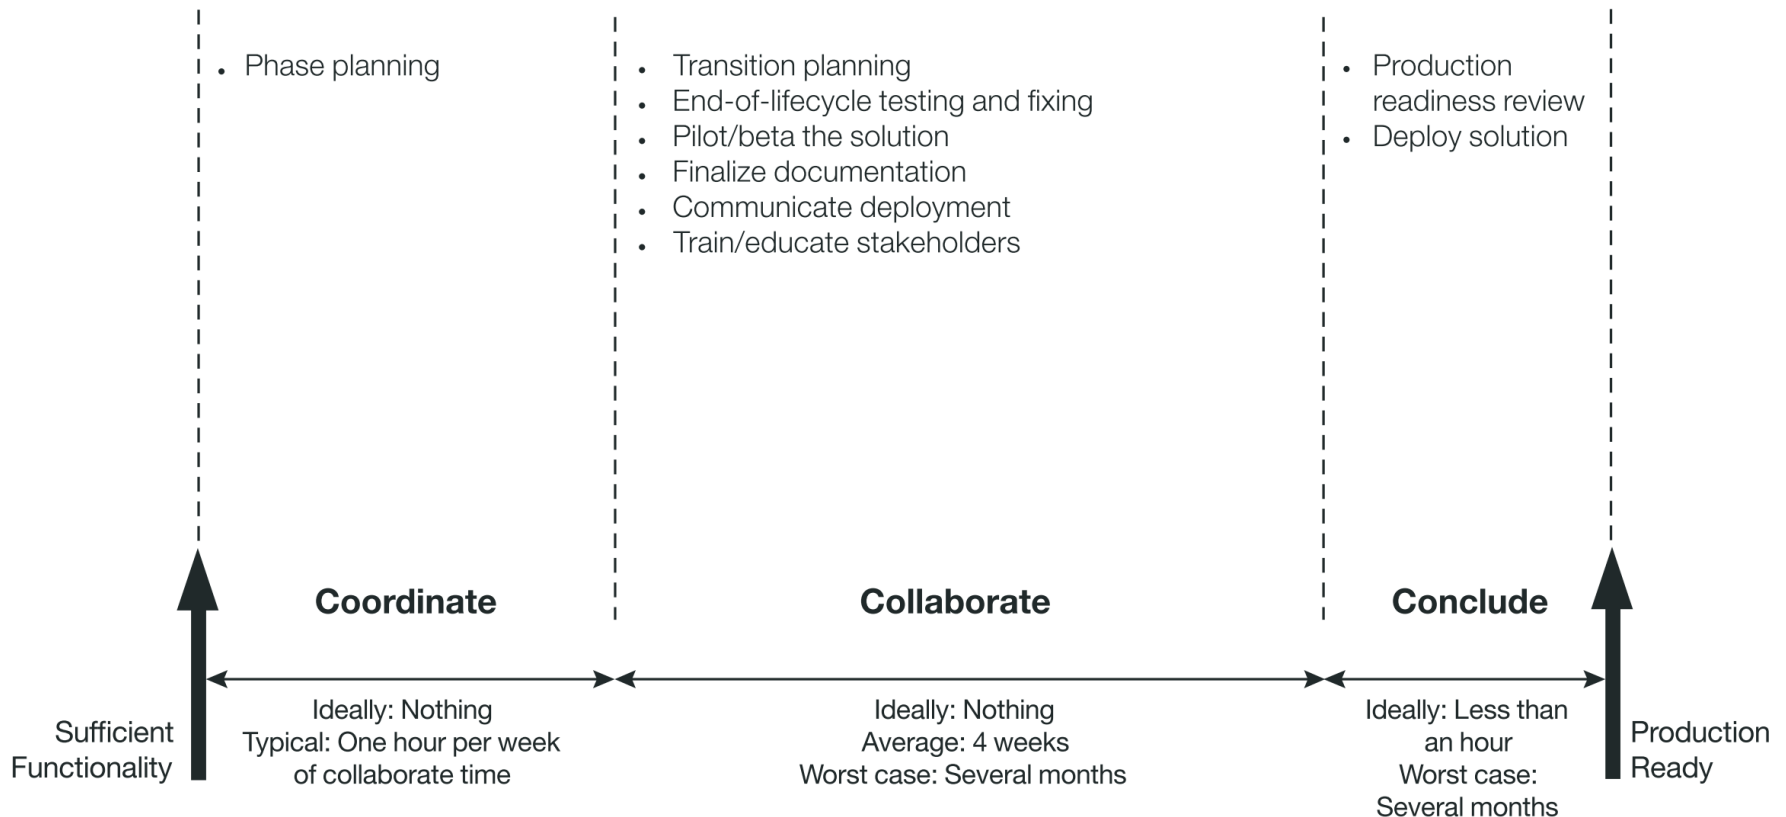 • Phase planning
• Transition planning
• End-of-lifecycle testing and fixing
• Pilot/beta the solution
• Finalize documentation
• Communicate deployment
• Train/educate stakeholders
• Production
readiness review
• Deploy solution
Coordinate
Collaborate
Conclude
Sufficient
Functionality
Ideally: Nothing
Typical: One hour per week
of collaborate time
Ideally: Nothing
Average: 4 weeks
Worst case: Several months
Ideally: Less than
an hour
Worst case:
Several months
Production
Ready